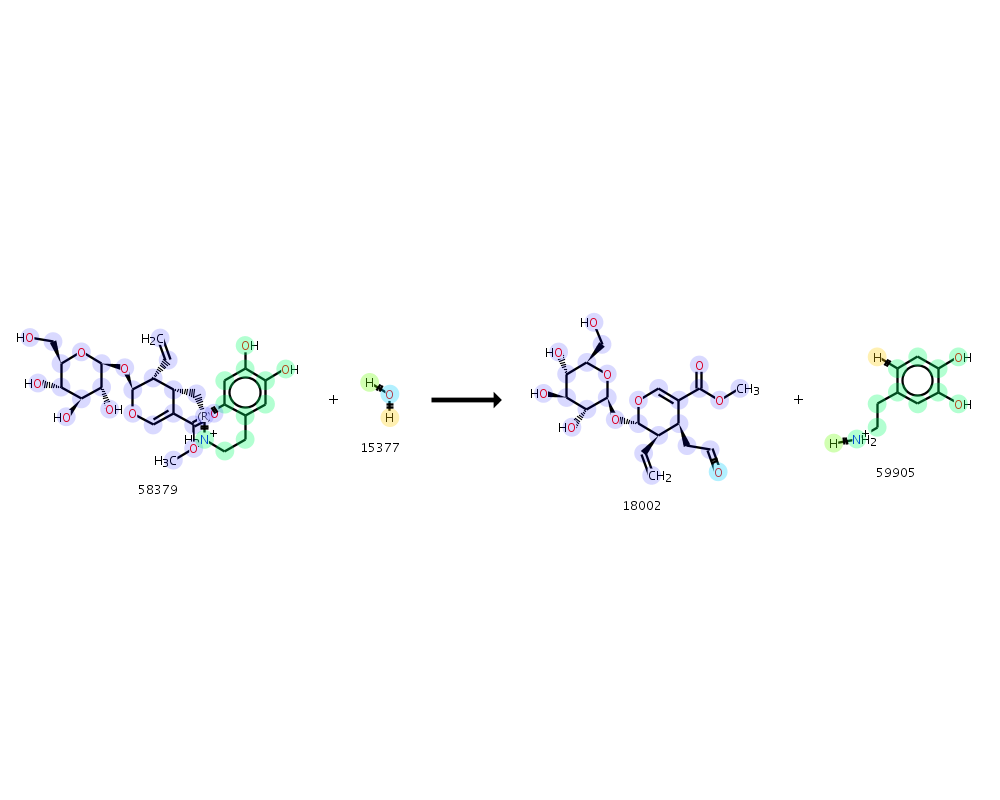 HO O O H₂C OH OH
HO HO OH O (R) O
HN + O
H₃C
58379
+
H O H
15377
HO
HO O O
HO O O CH₃
HO O
CH₂ O
18002
+
H OH
OH
H NH₂ +
59905